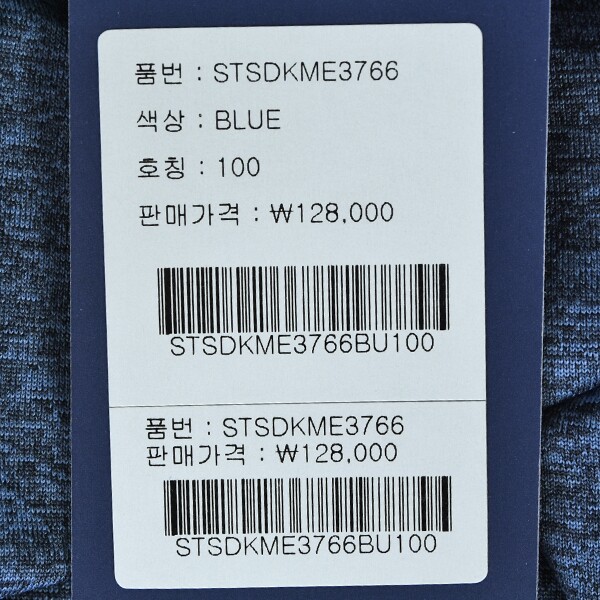 품번 : STSDKME3766
색상 : BLUE
호칭 : 100
판매가격 : ₩128,000
STSDKME3766BU100
품번 : STSDKME3766
판매가격 : ₩128,000
STSDKME3766BU100